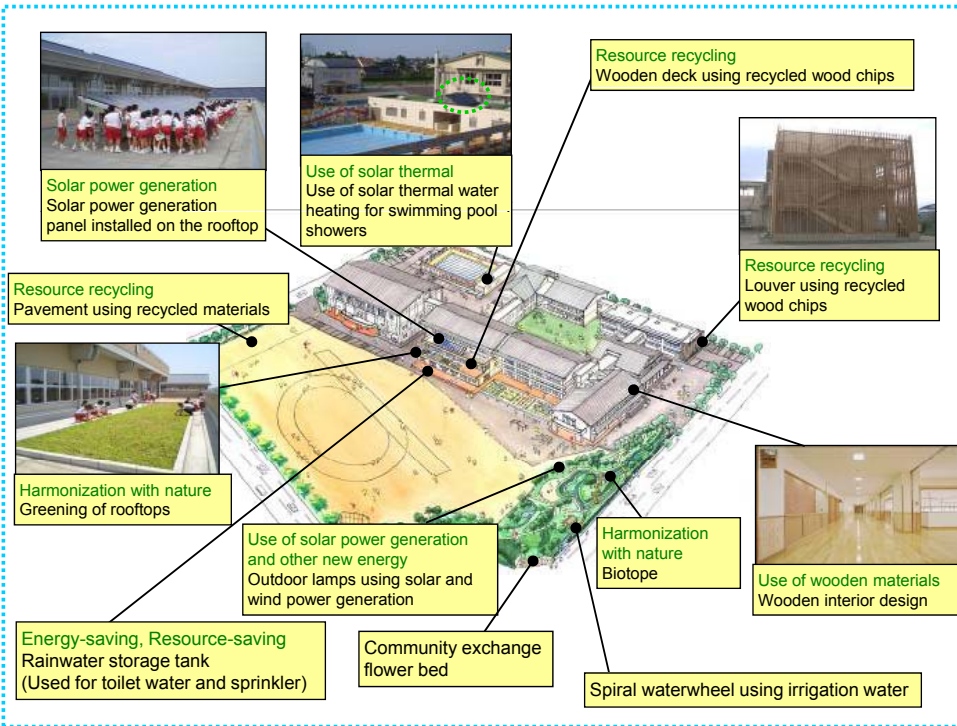 Resource recycling
Wooden deck using recycled wood chips
Solar power generation
Solar power generation
panel installed on the rooftop
Use of solar thermal
Use of solar thermal water
heating for swimming pool
showers
Resource recycling
Louver using recycled
wood chips
Resource recycling
Pavement using recycled materials
Harmonization with nature
Greening of rooftops
Use of solar power generation
and other new energy
Outdoor lamps using solar and
wind power generation
Harmonization
with nature
Biotope
Use of wooden materials
Wooden interior design
Energy-saving, Resource-saving
Rainwater storage tank
(Used for toilet water and sprinkler)
Community exchange
flower bed
Spiral waterwheel using irrigation water